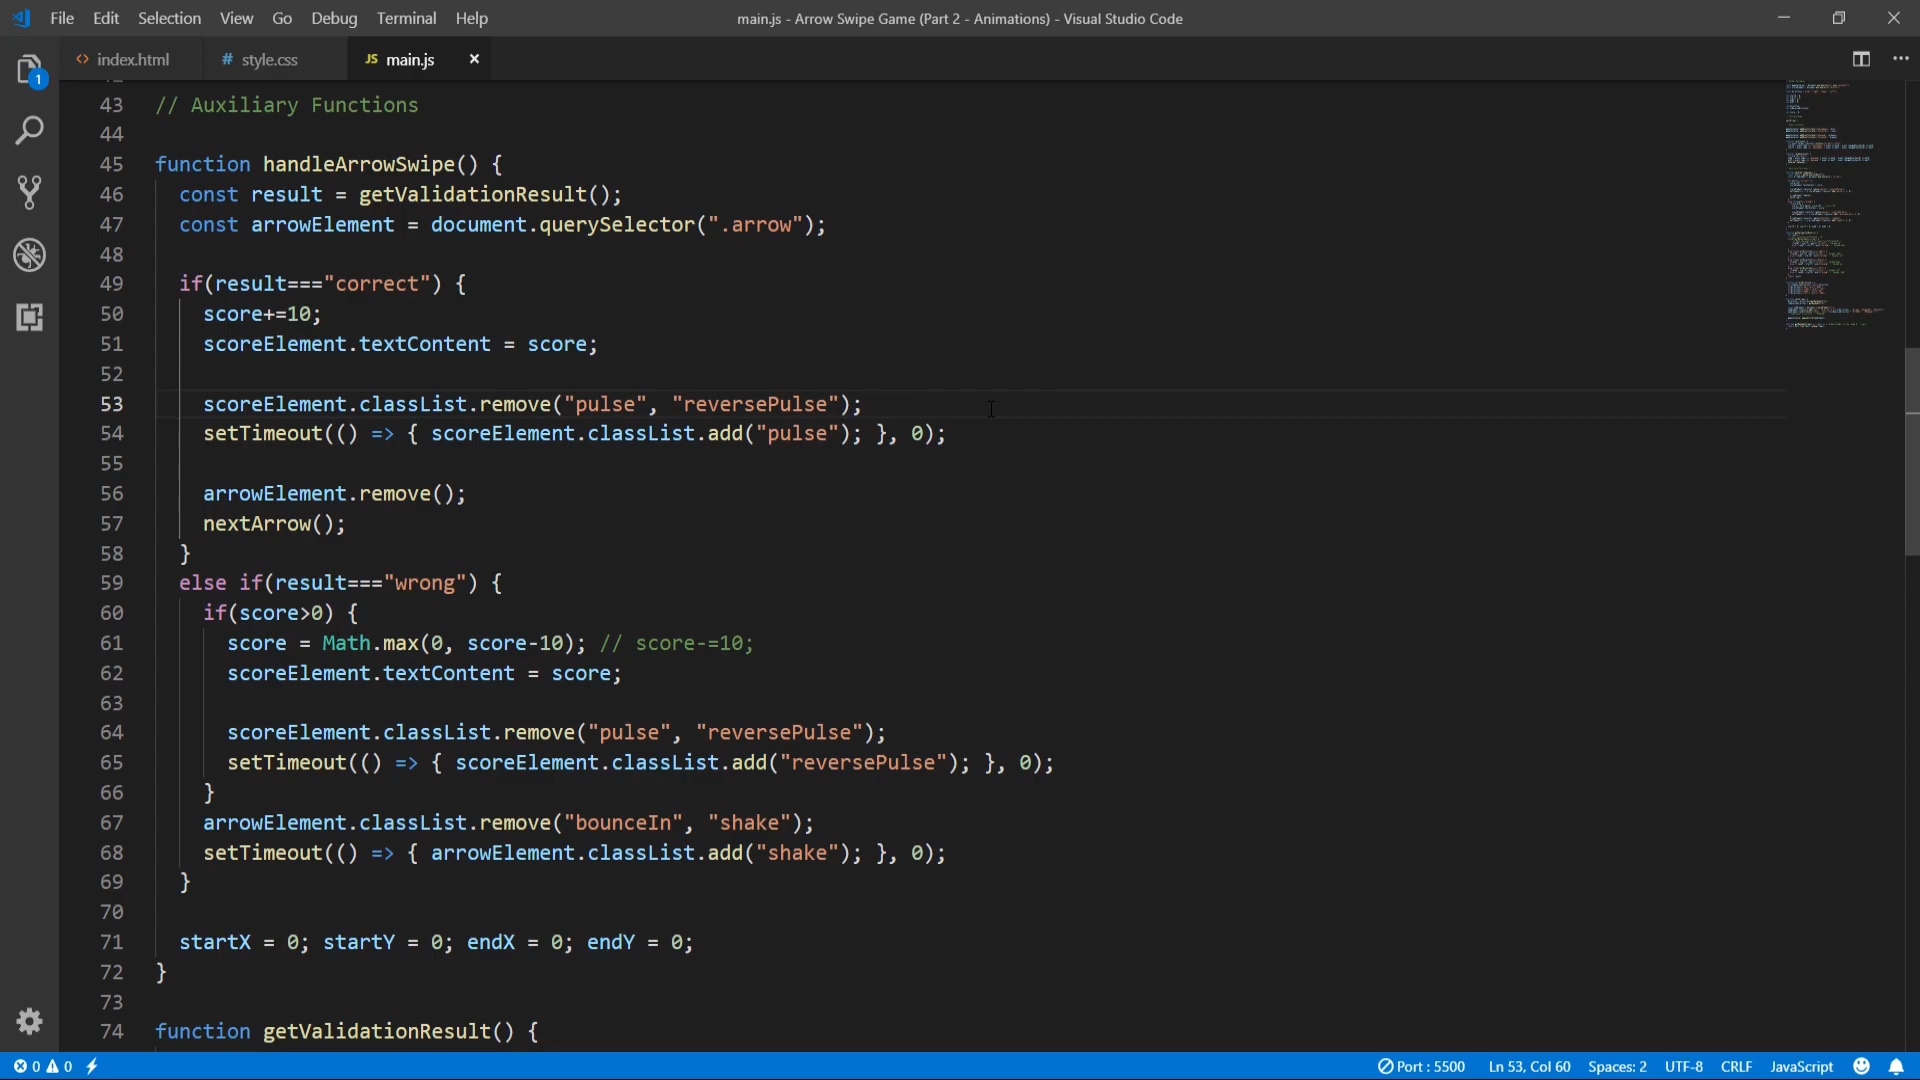 File Edit Selection View Go Debug Terminal Help
main.js - Arrow Swipe Game (Part 2 - Animations) - Visual Studio Code
<> index.html # style.css JS main.js ×
1
43 // Auxiliary Functions
44
45 function handleArrowSwipe() {
46 const result = getValidationResult();
47 const arrowElement = document.querySelector(".arrow");
48
49 if(result==="correct") {
50 score+=10;
51 scoreElement.textContent = score;
52
53 scoreElement.classList.remove("pulse", "reversePulse");
54 setTimeout(() => { scoreElement.classList.add("pulse"); }, 0);
55
56 arrowElement.remove();
57 nextArrow();
58 }
59 else if(result==="wrong") {
60 if(score>0) {
61 score = Math.max(0, score-10); // score-=10;
62 scoreElement.textContent = score;
63
64 scoreElement.classList.remove("pulse", "reversePulse");
65 setTimeout(() => { scoreElement.classList.add("reversePulse"); }, 0);
66 }
67 arrowElement.classList.remove("bounceIn", "shake");
68 setTimeout(() => { arrowElement.classList.add("shake"); }, 0);
69 }
70
71 startX = 0; startY = 0; endX = 0; endY = 0;
72 }
73
74 function getValidationResult() {
0 0 Port : 5500 Ln 53, Col 60 Spaces: 2 UTF-8 CRLF JavaScript